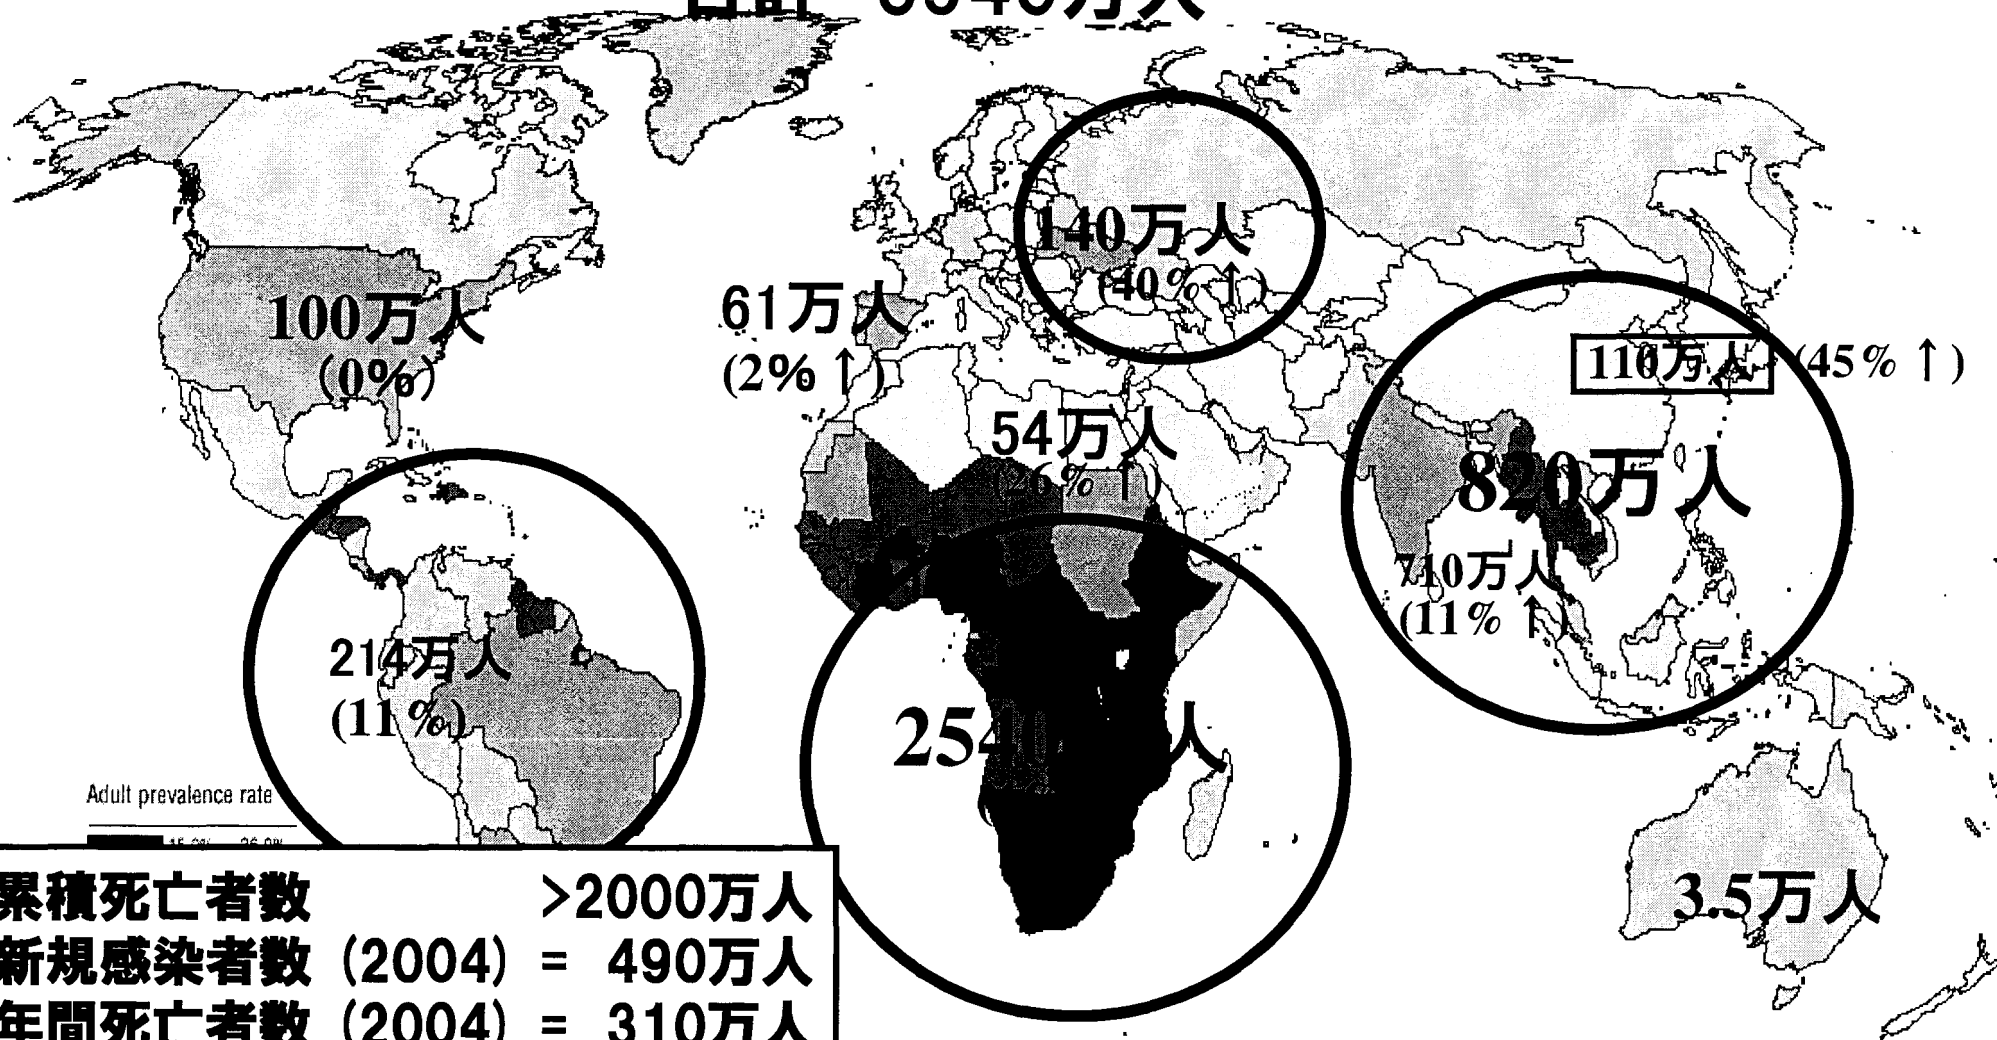 140万人
(40%↑)
100万人
(0%)
61万人
(2%↑)
110万人 (45%↑)
54万人
(26%↑)
820万人
710万人
(11%↑)
214万人
(11%)
人
Adult prevalence rate
3.5万人
累積死亡者数 >2000万人
新規感染者数 (2004) = 490万人
年間死亡者数 (2004) = 310万人